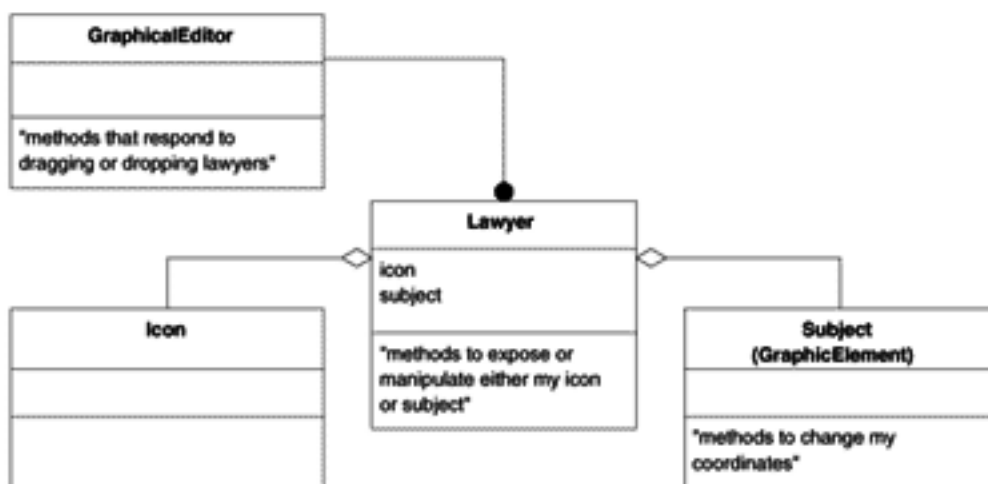 GraphicalEditor
"methods that respond to
dragging or dropping lawyers"
Lawyer
icon
subject
"methods to expose or
manipulate either my icon
or subject"
Icon
Subject
(GraphicElement)
"methods to change my
coordinates"